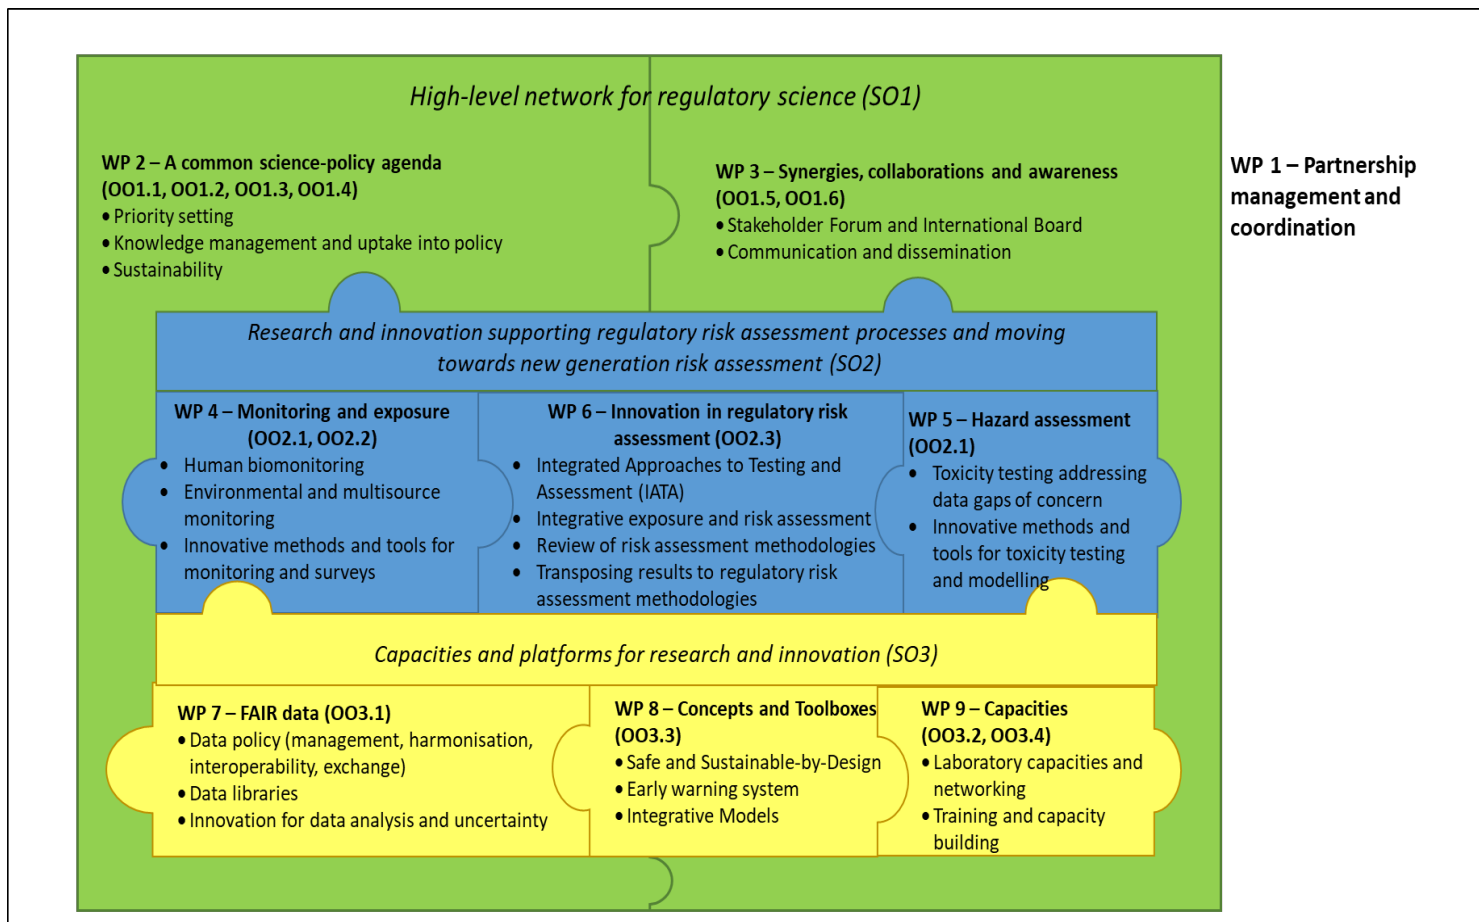 High-level network for regulatory science (SO1)
WP 2 – A common science-policy agenda
(OO1.1, OO1.2, OO1.3, OO1.4)
• Priority setting
• Knowledge management and uptake into policy
• Sustainability
WP 3 – Synergies, collaborations and awareness
(OO1.5, OO1.6)
• Stakeholder Forum and International Board
• Communication and dissemination
WP 1 – Partnership
management and
coordination
Research and innovation supporting regulatory risk assessment processes and moving
towards new generation risk assessment (SO2)
WP 4 – Monitoring and exposure
(OO2.1, OO2.2)
• Human biomonitoring
• Environmental and multisource
monitoring
• Innovative methods and tools for
monitoring and surveys
WP 6 – Innovation in regulatory risk
assessment (OO2.3)
• Integrated Approaches to Testing and
Assessment (IATA)
• Integrative exposure and risk assessment
• Review of risk assessment methodologies
• Transposing results to regulatory risk
assessment methodologies
WP 5 – Hazard assessment
(OO2.1)
• Toxicity testing addressing
data gaps of concern
• Innovative methods and
tools for toxicity testing
and modelling
Capacities and platforms for research and innovation (SO3)
WP 7 – FAIR data (OO3.1)
• Data policy (management, harmonisation,
interoperability, exchange)
• Data libraries
• Innovation for data analysis and uncertainty
WP 8 – Concepts and Toolboxes
(OO3.3)
• Safe and Sustainable-by-Design
• Early warning system
• Integrative Models
WP 9 – Capacities
(OO3.2, OO3.4)
• Laboratory capacities and
networking
• Training and capacity
building